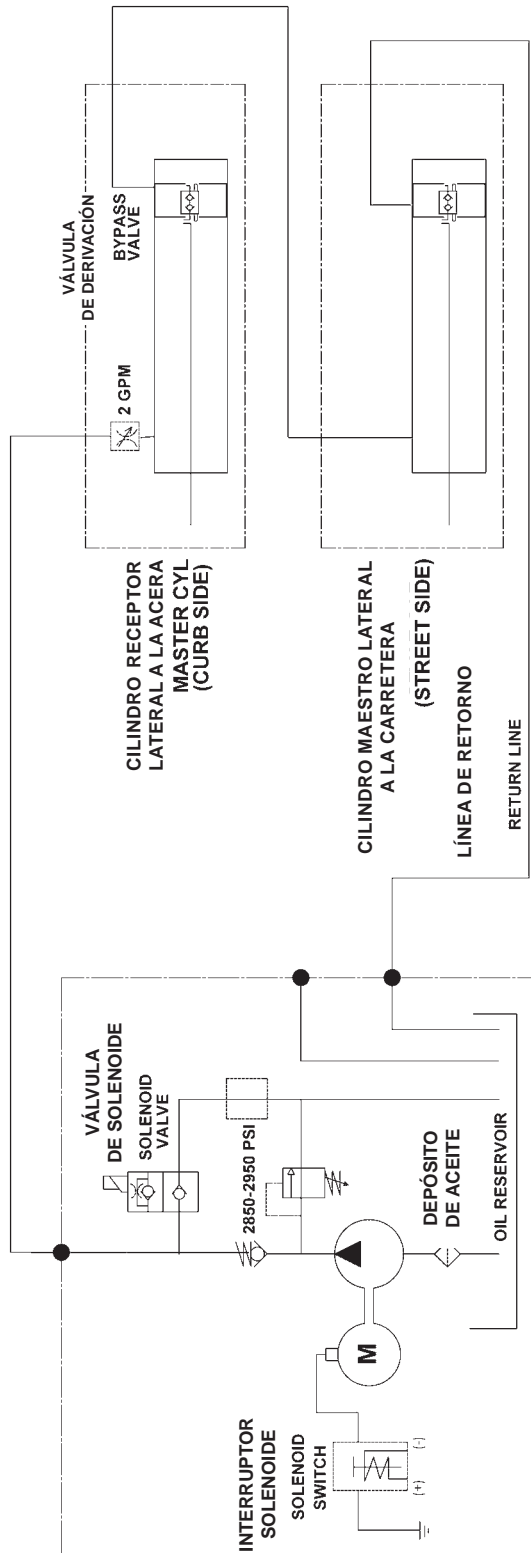 VÁLVULA
DE DERIVACIÓN
BYPASS
VALVE
2 GPM
CILINDRO RECEPTOR
LATERAL A LA ACERA
MASTER CYL
(CURB SIDE)
CILINDRO MAESTRO LATERAL
A LA CARRETERA
(STREET SIDE)
LÍNEA DE RETORNO
RETURN LINE
VÁLVULA
DE SOLENOIDE
SOLENOID
VALVE
2850-2950 PSI
DEPÓSITO
DE ACEITE
OIL RESERVOIR
M
INTERRUPTOR
SOLENOIDE
SOLENOID
SWITCH
(+)
(-)